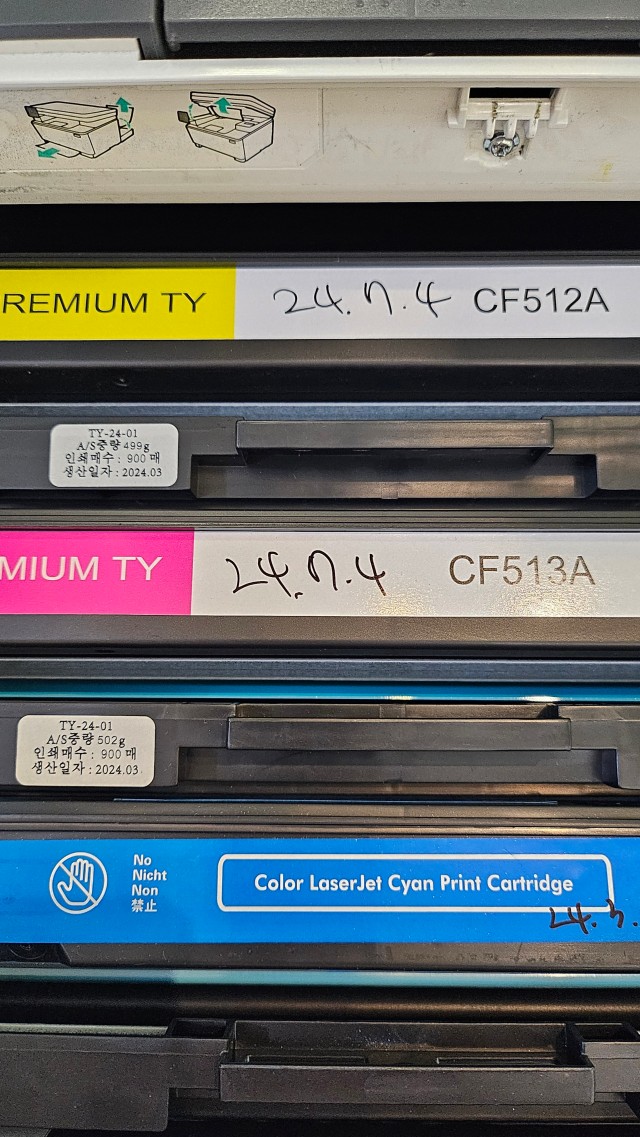 REMIUM TY 24.7.4 CF512A
TY-24-01
A/S중량 499g
인쇄매수 : 900 매
생산일자 : 2024.03
MIUM TY 24.7.4 CF513A
TY-24-01
A/S중량 502g
인쇄매수 : 900 매
생산일자 : 2024.03
No
Nicht
Non
禁止
Color LaserJet Cyan Print Cartridge
24.3.